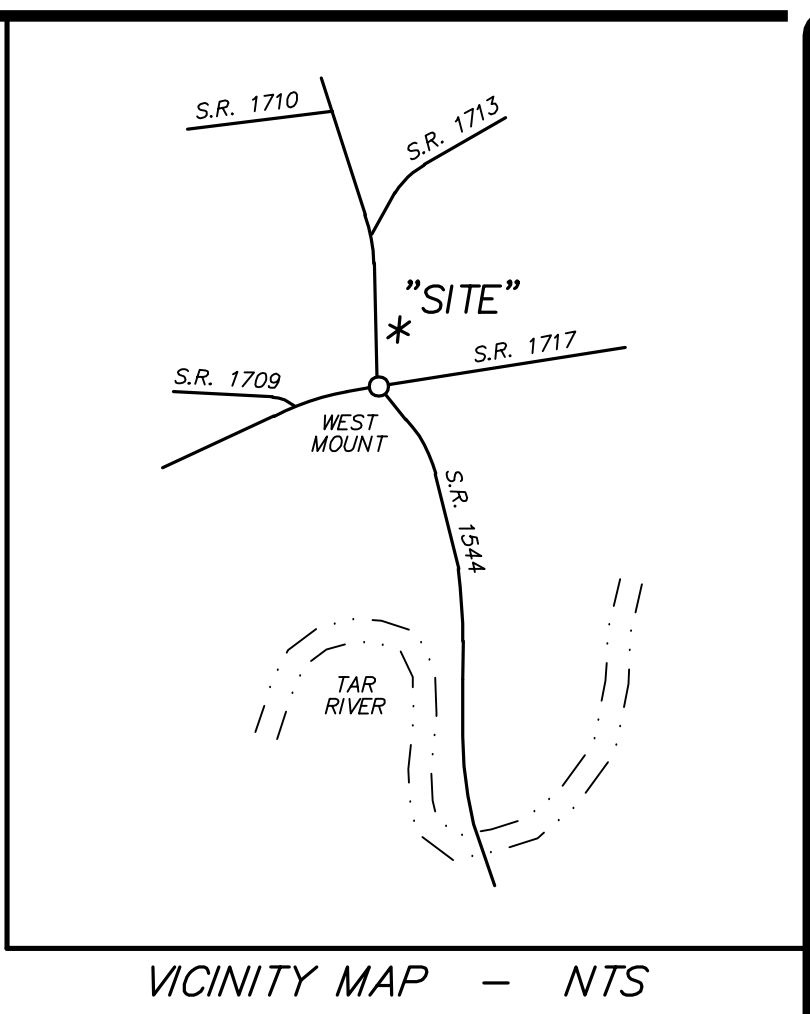 S.R. 1710
S.R. 1713
"SITE"
S.R. 1717
S.R. 1709
WEST
MOUNT
S.R. 1544
TAR
RIVER
VICINITY MAP - NTS